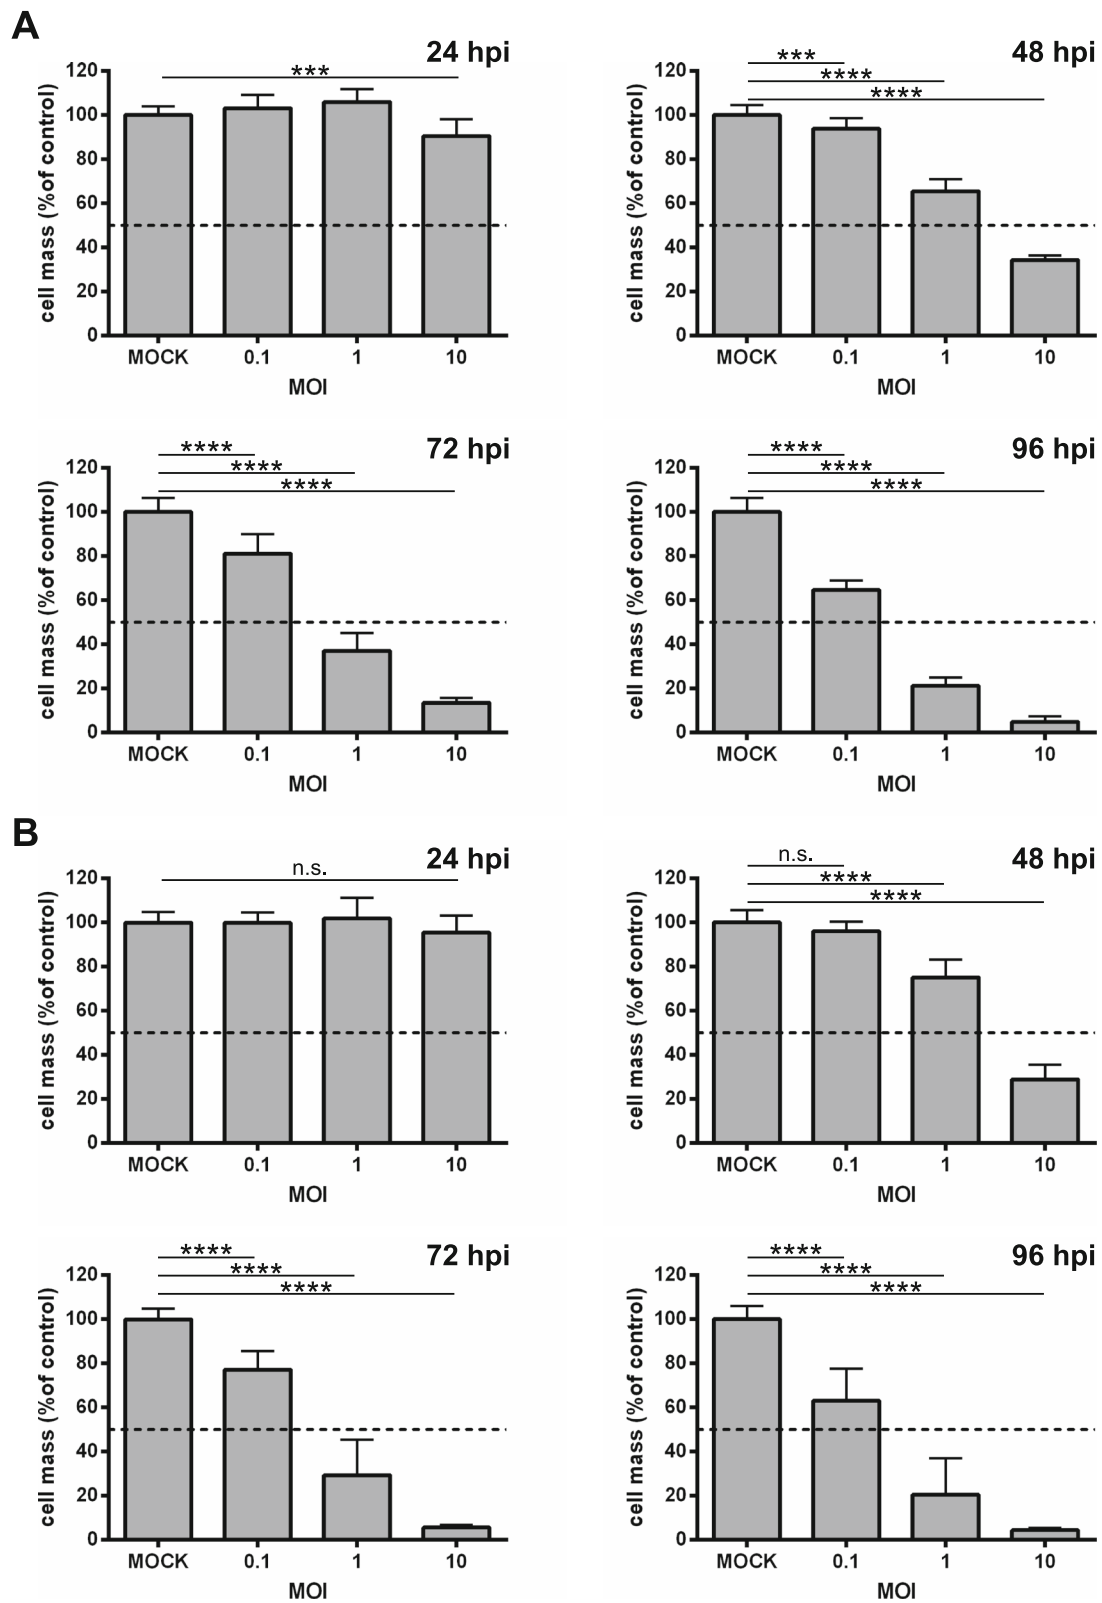 A
24 hpi
***
cell mass (%of control)
120
100
80
60
40
20
0
MOCK 0.1 1 10
MOI
48 hpi
***
****
****
cell mass (%of control)
120
100
80
60
40
20
0
MOCK 0.1 1 10
MOI
72 hpi
****
****
****
cell mass (%of control)
120
100
80
60
40
20
0
MOCK 0.1 1 10
MOI
96 hpi
****
****
****
cell mass (%of control)
120
100
80
60
40
20
0
MOCK 0.1 1 10
MOI
B
24 hpi
n.s.
cell mass (%of control)
120
100
80
60
40
20
0
MOCK 0.1 1 10
MOI
48 hpi
n.s.
****
****
cell mass (%of control)
120
100
80
60
40
20
0
MOCK 0.1 1 10
MOI
72 hpi
****
****
****
cell mass (%of control)
120
100
80
60
40
20
0
MOCK 0.1 1 10
MOI
96 hpi
****
****
****
cell mass (%of control)
120
100
80
60
40
20
0
MOCK 0.1 1 10
MOI